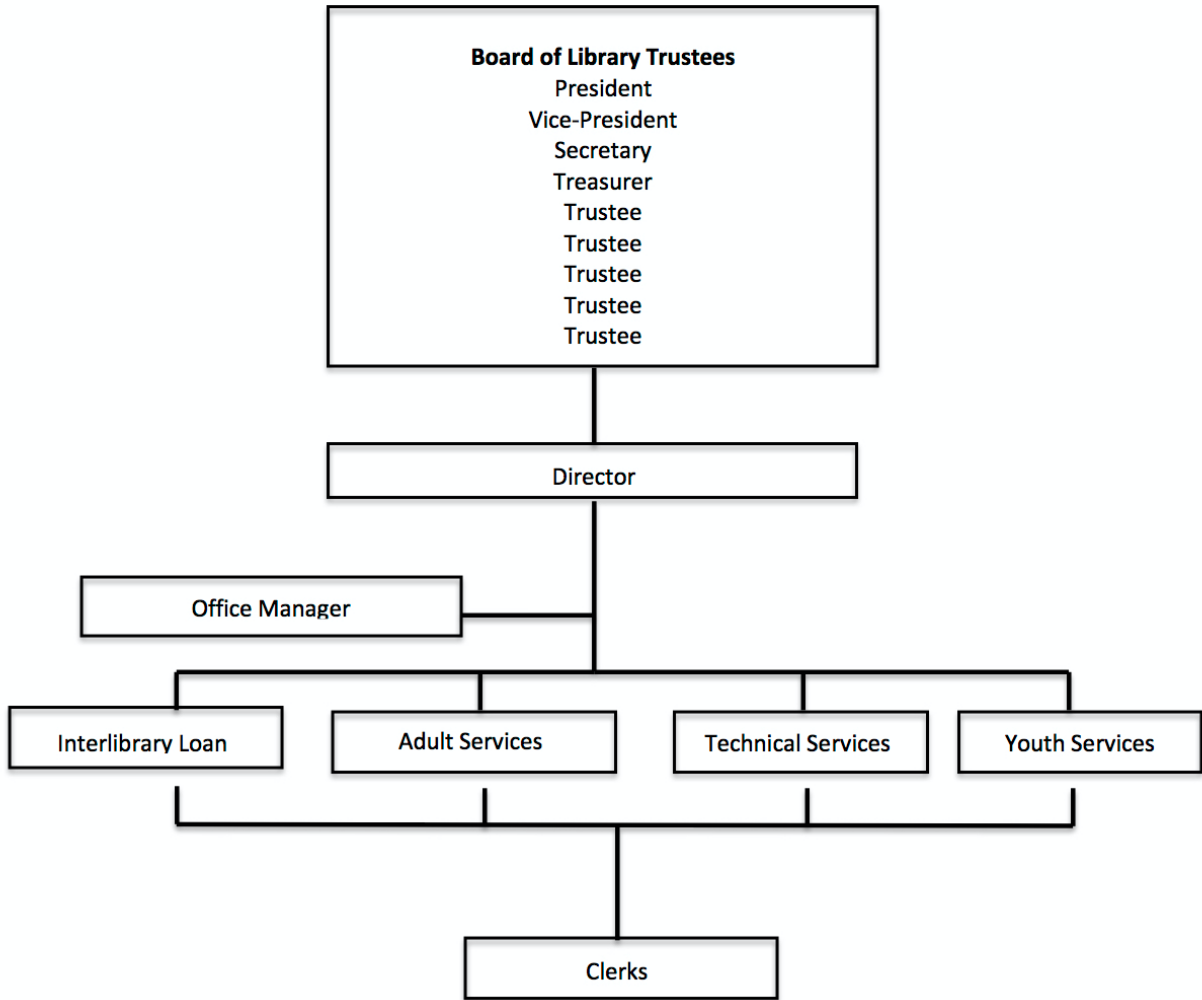 Board of Library Trustees
President
Vice-President
Secretary
Treasurer
Trustee
Trustee
Trustee
Trustee
Trustee
Director
Office Manager
Interlibrary Loan
Adult Services
Technical Services
Youth Services
Clerks